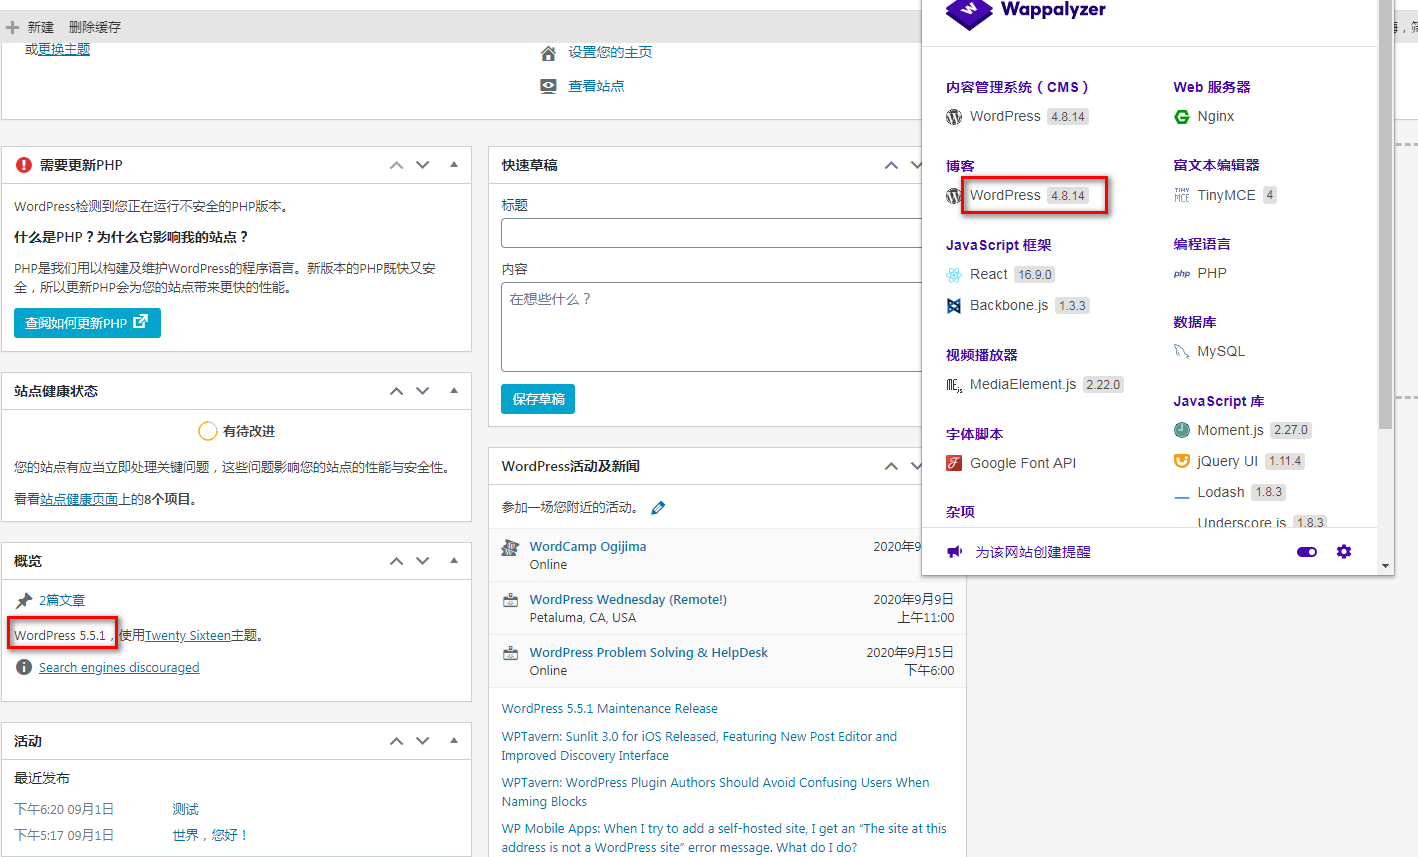 新建 删除缓存
或更换主题
设置您的主页
查看站点
需要更新PHP
WordPress检测到您正在运行不安全的PHP版本。
什么是PHP？为什么它影响我的站点？
PHP是我们用以构建及维护WordPress的程序语言。新版本的PHP既快又安
全，所以更新PHP会为您的站点带来更快的性能。
查阅如何更新PHP
站点健康状态
有待改进
您的站点有应当立即处理关键问题，这些问题影响您的站点的性能与安全性。
看看站点健康页面上的8个项目。
概览
2篇文章
WordPress 5.5.1，使用Twenty Sixteen主题。
Search engines discouraged
活动
最近发布
下午6:20 09月1日 测试
下午5:17 09月1日 世界，您好！
快速草稿
标题
内容
在想些什么？
保存草稿
WordPress活动及新闻
参加一场您附近的活动。
WordCamp Ogijima 2020年9
Online
WordPress Wednesday (Remote!) 2020年9月9日
Petaluma, CA, USA 上午11:00
WordPress Problem Solving & HelpDesk 2020年9月15日
Online 下午6:00
WordPress 5.5.1 Maintenance Release
WPTavern: Sunlit 3.0 for iOS Released, Featuring New Post Editor and
Improved Discovery Interface
WPTavern: WordPress Plugin Authors Should Avoid Confusing Users When
Naming Blocks
WP Mobile Apps: When I try to add a self-hosted site, I get an “The site at this
address is not a WordPress site” error message. What do I do?
Wappalyzer
内容管理系统（CMS）
WordPress 4.8.14
博客
WordPress 4.8.14
JavaScript 框架
React 16.9.0
Backbone.js 1.3.3
视频播放器
MediaElement.js 2.22.0
字体脚本
Google Font API
杂项
Web 服务器
Nginx
富文本编辑器
TINY
MCE
TinyMCE 4
编程语言
php PHP
数据库
MySQL
JavaScript 库
Moment.js 2.27.0
jQuery UI 1.11.4
Lodash 1.8.3
Underscore.js 1.8.3
为该网站创建提醒